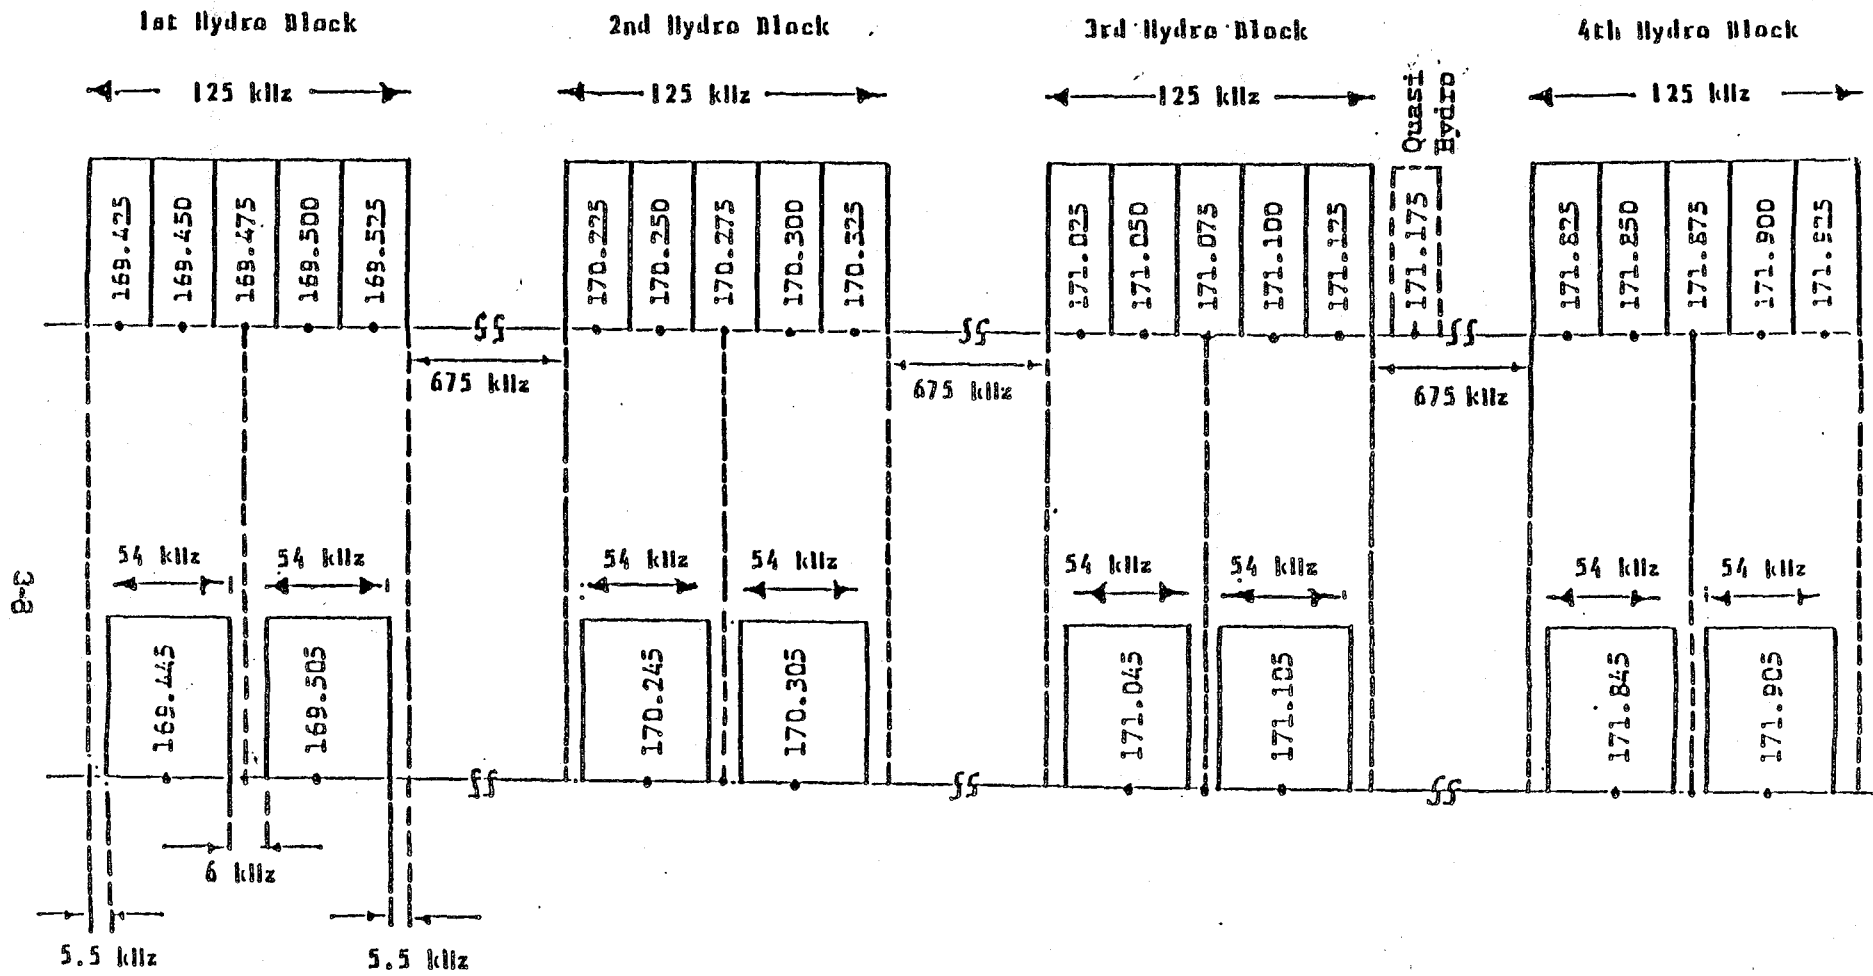 1st Hydro Block
2nd Hydro Block
3rd Hydro Block
4th Hydro Block
125 kHz
125 kHz
125 kHz
125 kHz
Quasi
Hydro
169.425
169.450
169.475
169.500
169.525
170.225
170.250
170.275
170.300
170.325
171.025
171.050
171.075
171.100
171.125
171.175
171.825
171.850
171.875
171.900
171.925
675 kHz
675 kHz
675 kHz
54 kHz
54 kHz
54 kHz
54 kHz
54 kHz
54 kHz
54 kHz
54 kHz
3-8
169.445
169.505
170.245
170.305
171.045
171.105
171.845
171.905
6 kHz
5.5 kHz
5.5 kHz